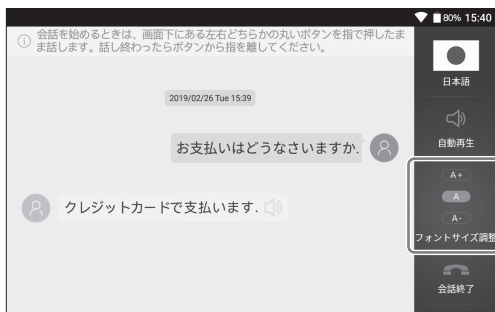 80% 15:40
会話を始めるときは、画面下にある左右どちらかの丸いボタンを指で押したま
ま話します。話し終わったらボタンから指を離してください。
2019/02/26 Tue 15:39
お支払いはどうなさいますか.
クレジットカードで支払います.
日本語
自動再生
A+
A
A-
フォントサイズ調整
会話終了